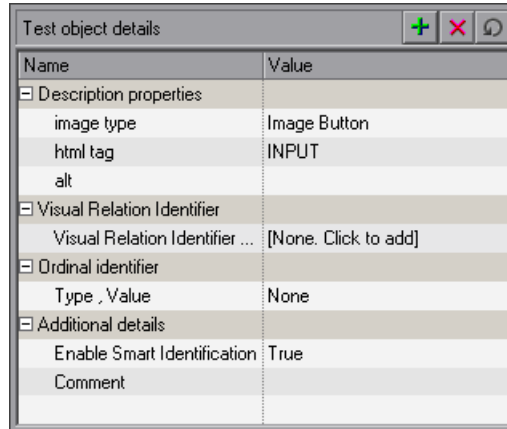 Test object details
Name Value
Description properties
image type Image Button
html tag INPUT
alt
Visual Relation Identifier
Visual Relation Identifier ... [None. Click to add]
Ordinal identifier
Type , Value None
Additional details
Enable Smart Identification True
Comment